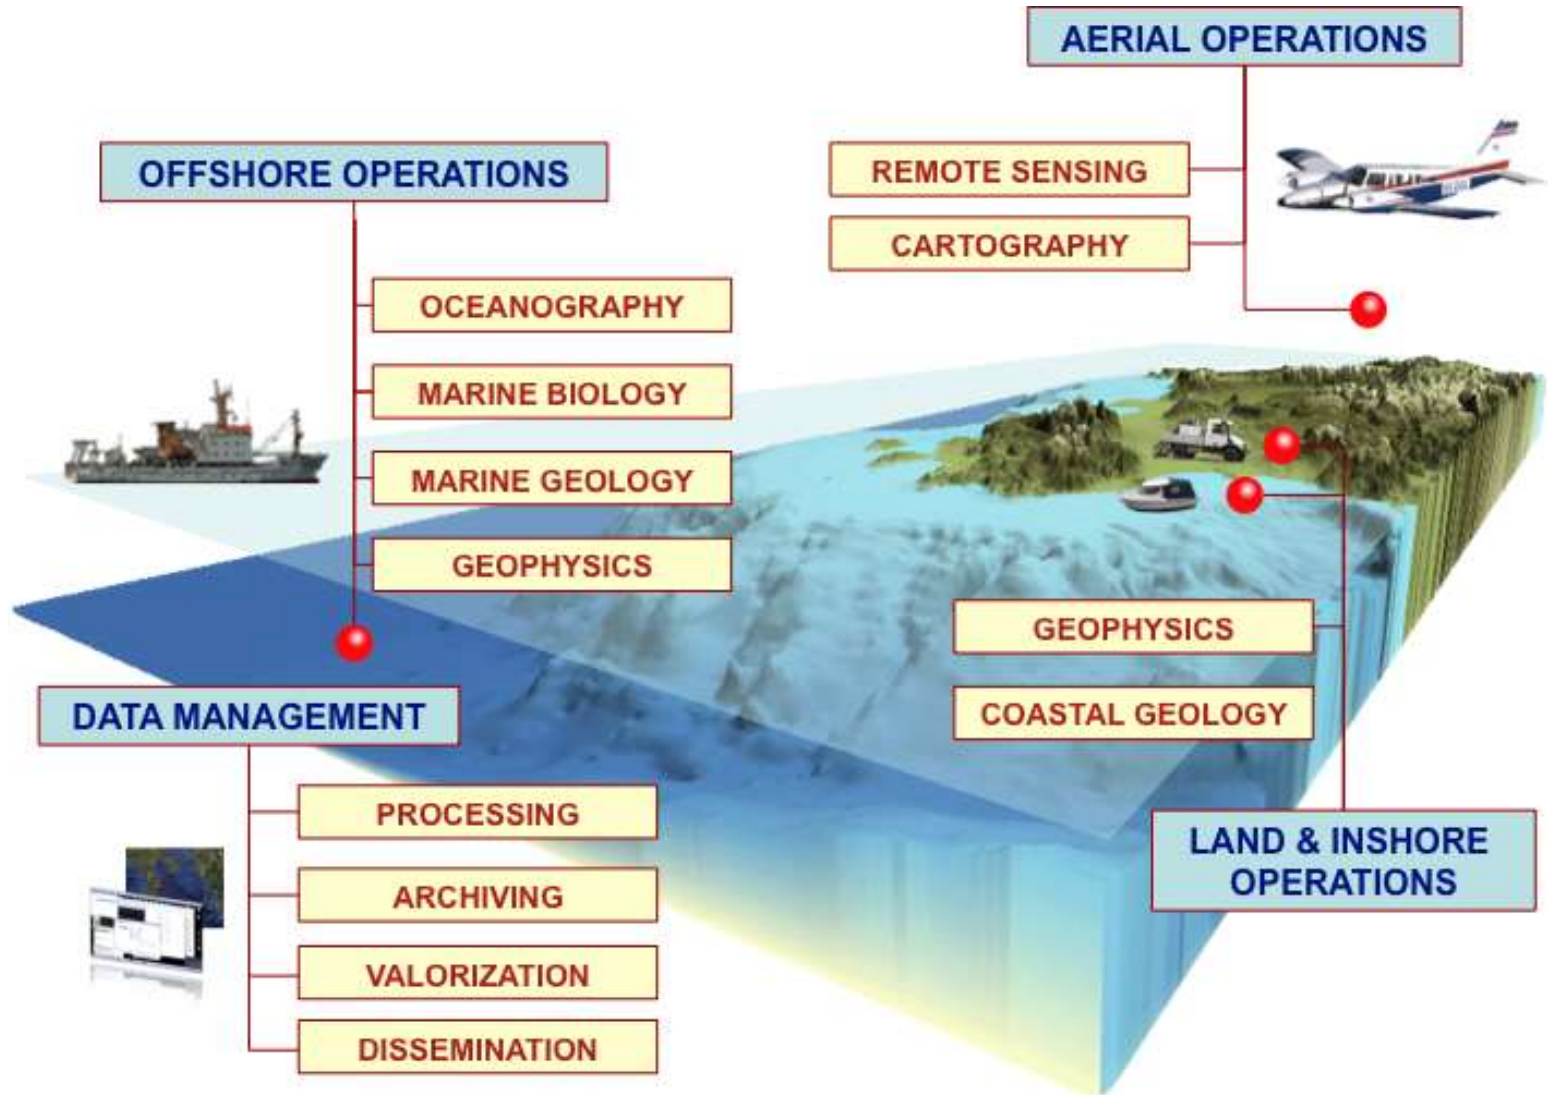 AERIAL OPERATIONS
REMOTE SENSING
CARTOGRAPHY
OFFSHORE OPERATIONS
OCEANOGRAPHY
MARINE BIOLOGY
MARINE GEOLOGY
GEOPHYSICS
GEOPHYSICS
COASTAL GEOLOGY
LAND & INSHORE
OPERATIONS
DATA MANAGEMENT
PROCESSING
ARCHIVING
VALORIZATION
DISSEMINATION